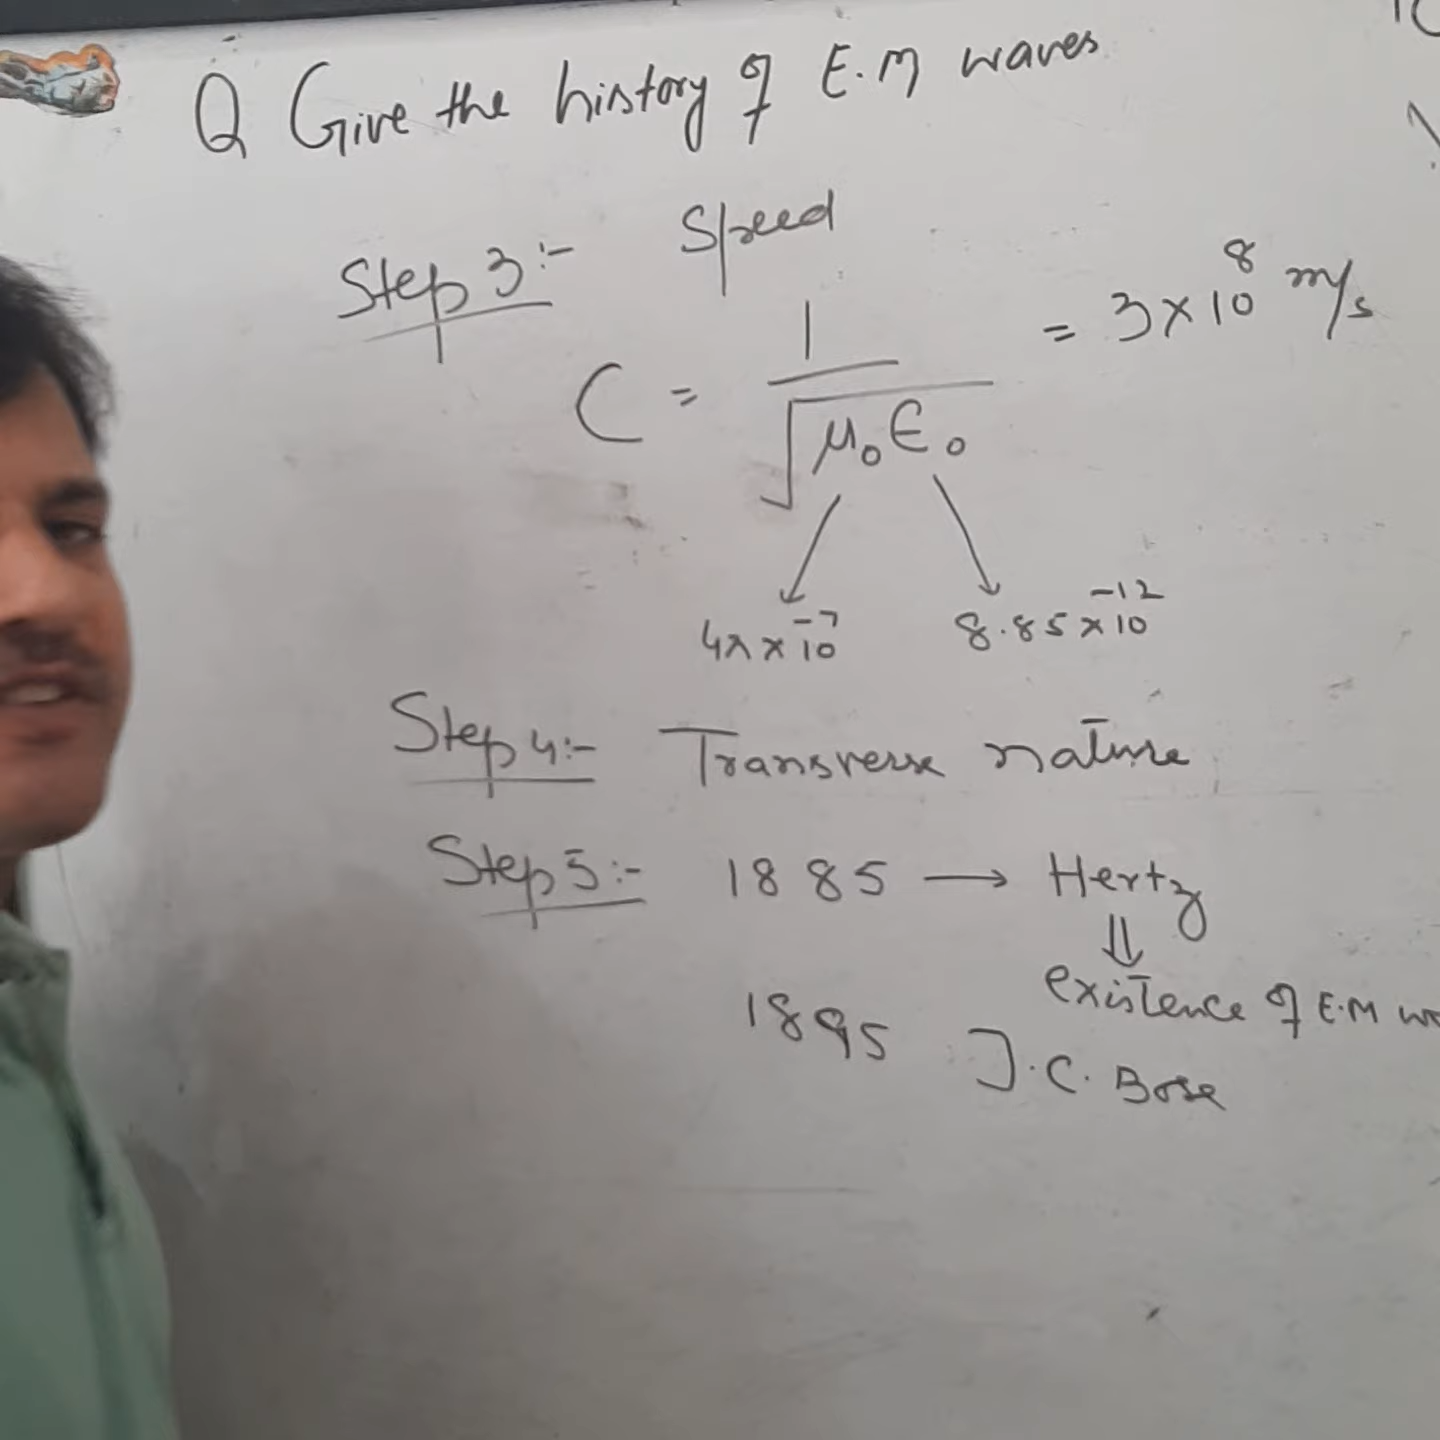 Q Give the history of E.M waves
Step 3:- Speed
C = 1/√μ₀ε₀ = 3×10⁸ m/s
4π×10⁻⁷ 8.85×10⁻¹²
Step 4:- Transverse nature
Step 5:- 1885 → Hertz
⇓
existence of E.M
1895 J.C. Bose